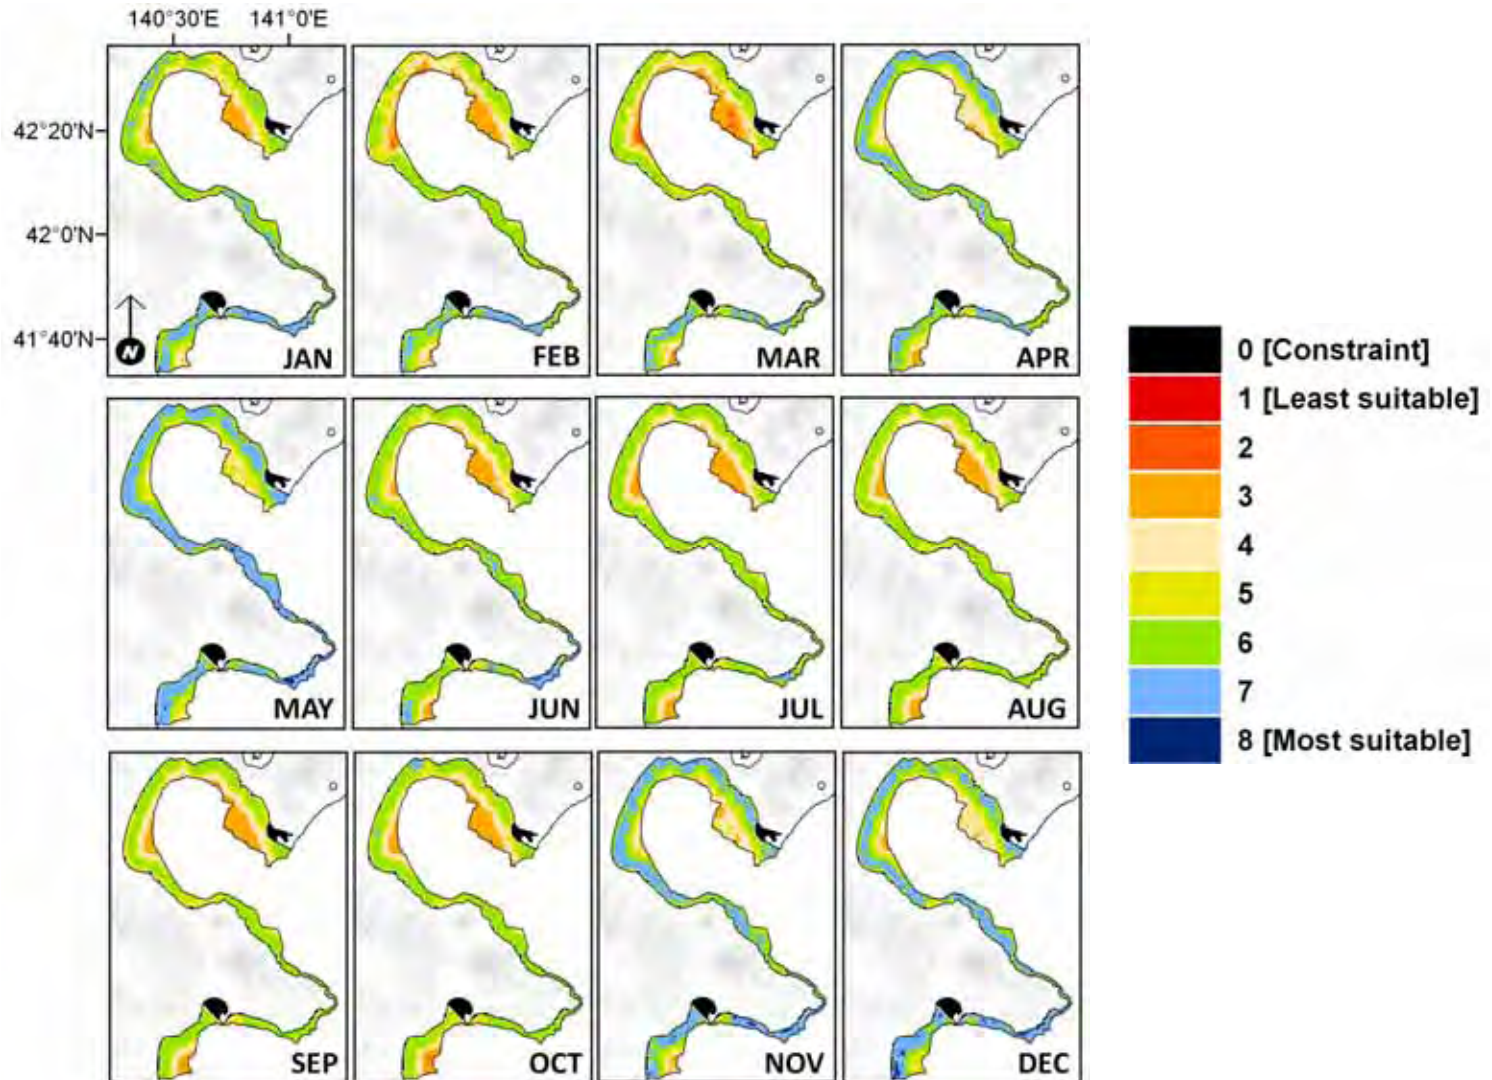 140°30'E 141°0'E
42°20'N
42°0'N
41°40'N
N
JAN FEB MAR APR
MAY JUN JUL AUG
SEP OCT NOV DEC
0 [Constraint]
1 [Least suitable]
2
3
4
5
6
7
8 [Most suitable]